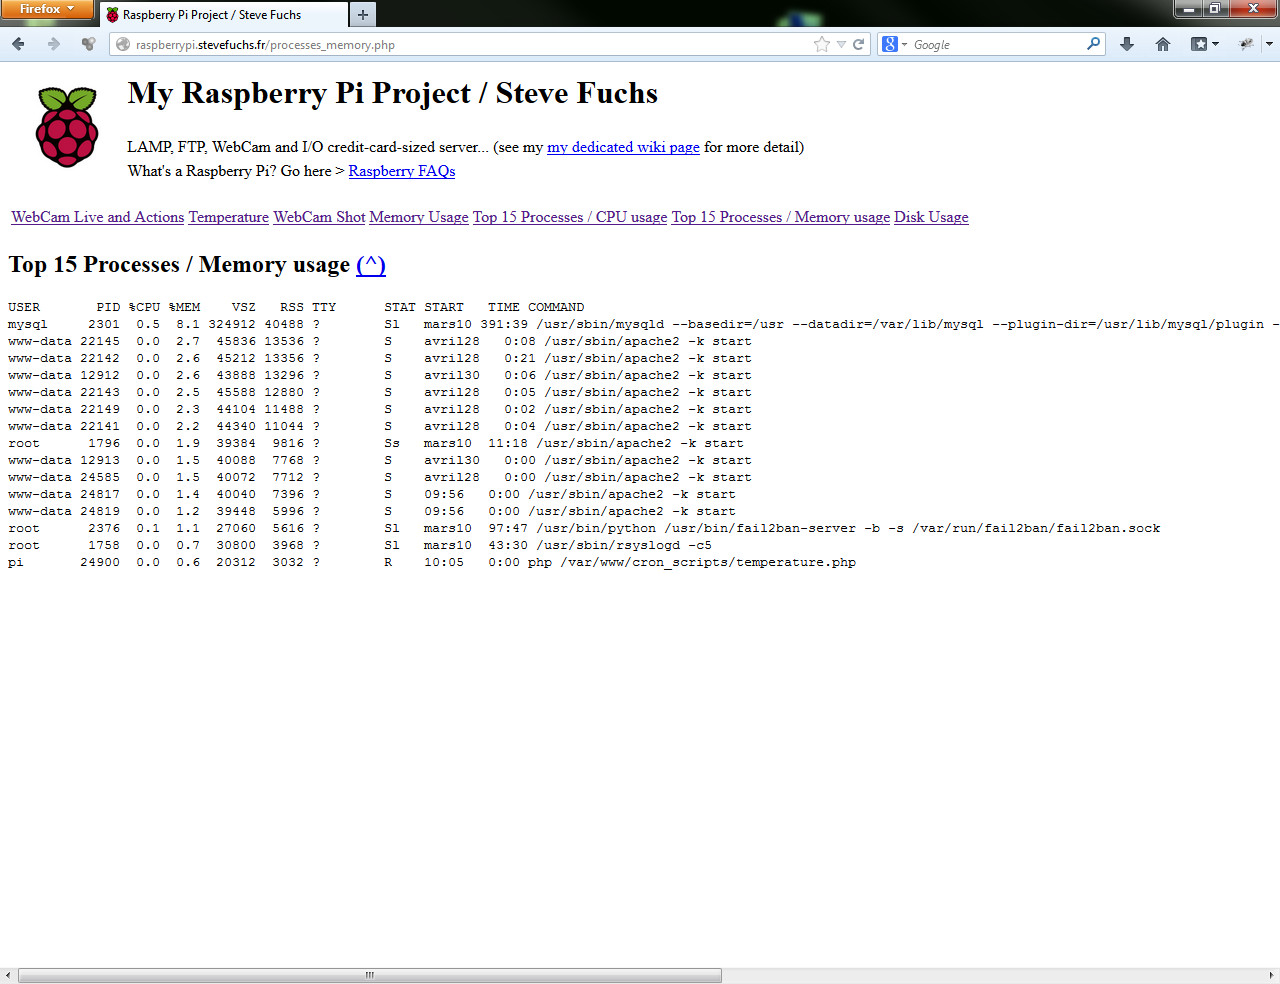 Firefox
Raspberry Pi Project / Steve Fuchs
raspberrypi.stevefuchs.fr/processes_memory.php
Google
My Raspberry Pi Project / Steve Fuchs
LAMP, FTP, WebCam and I/O credit-card-sized server... (see my my dedicated wiki page for more detail)
What's a Raspberry Pi? Go here > Raspberry FAQs
WebCam Live and Actions Temperature WebCam Shot Memory Usage Top 15 Processes / CPU usage Top 15 Processes / Memory usage Disk Usage
Top 15 Processes / Memory usage (^)
USER       PID %CPU %MEM    VSZ   RSS TTY      STAT START   TIME COMMAND
mysql     2301  0.5  8.1 324912 40488 ?        Sl   mars10 391:39 /usr/sbin/mysqld --basedir=/usr --datadir=/var/lib/mysql --plugin-dir=/usr/lib/mysql/plugin -
www-data 22145  0.0  2.7  45836 13536 ?        S    avril28   0:08 /usr/sbin/apache2 -k start
www-data 22142  0.0  2.6  45212 13356 ?        S    avril28   0:21 /usr/sbin/apache2 -k start
www-data 12912  0.0  2.6  43888 13296 ?        S    avril30   0:06 /usr/sbin/apache2 -k start
www-data 22143  0.0  2.5  45588 12880 ?        S    avril28   0:05 /usr/sbin/apache2 -k start
www-data 22149  0.0  2.3  44104 11488 ?        S    avril28   0:02 /usr/sbin/apache2 -k start
www-data 22141  0.0  2.2  44340 11044 ?        S    avril28   0:04 /usr/sbin/apache2 -k start
root      1796  0.0  1.9  39384  9816 ?        Ss   mars10  11:18 /usr/sbin/apache2 -k start
www-data 12913  0.0  1.5  40088  7768 ?        S    avril30   0:00 /usr/sbin/apache2 -k start
www-data 24585  0.0  1.5  40072  7712 ?        S    avril28   0:00 /usr/sbin/apache2 -k start
www-data 24817  0.0  1.4  40040  7396 ?        S    09:56   0:00 /usr/sbin/apache2 -k start
www-data 24819  0.0  1.2  39448  5996 ?        S    09:56   0:00 /usr/sbin/apache2 -k start
root      2376  0.1  1.1  27060  5616 ?        Sl   mars10  97:47 /usr/bin/python /usr/bin/fail2ban-server -b -s /var/run/fail2ban/fail2ban.sock
root      1758  0.0  0.7  30800  3968 ?        Sl   mars10  43:30 /usr/sbin/rsyslogd -c5
pi       24900  0.0  0.6  20312  3032 ?        R    10:05   0:00 php /var/www/cron_scripts/temperature.php